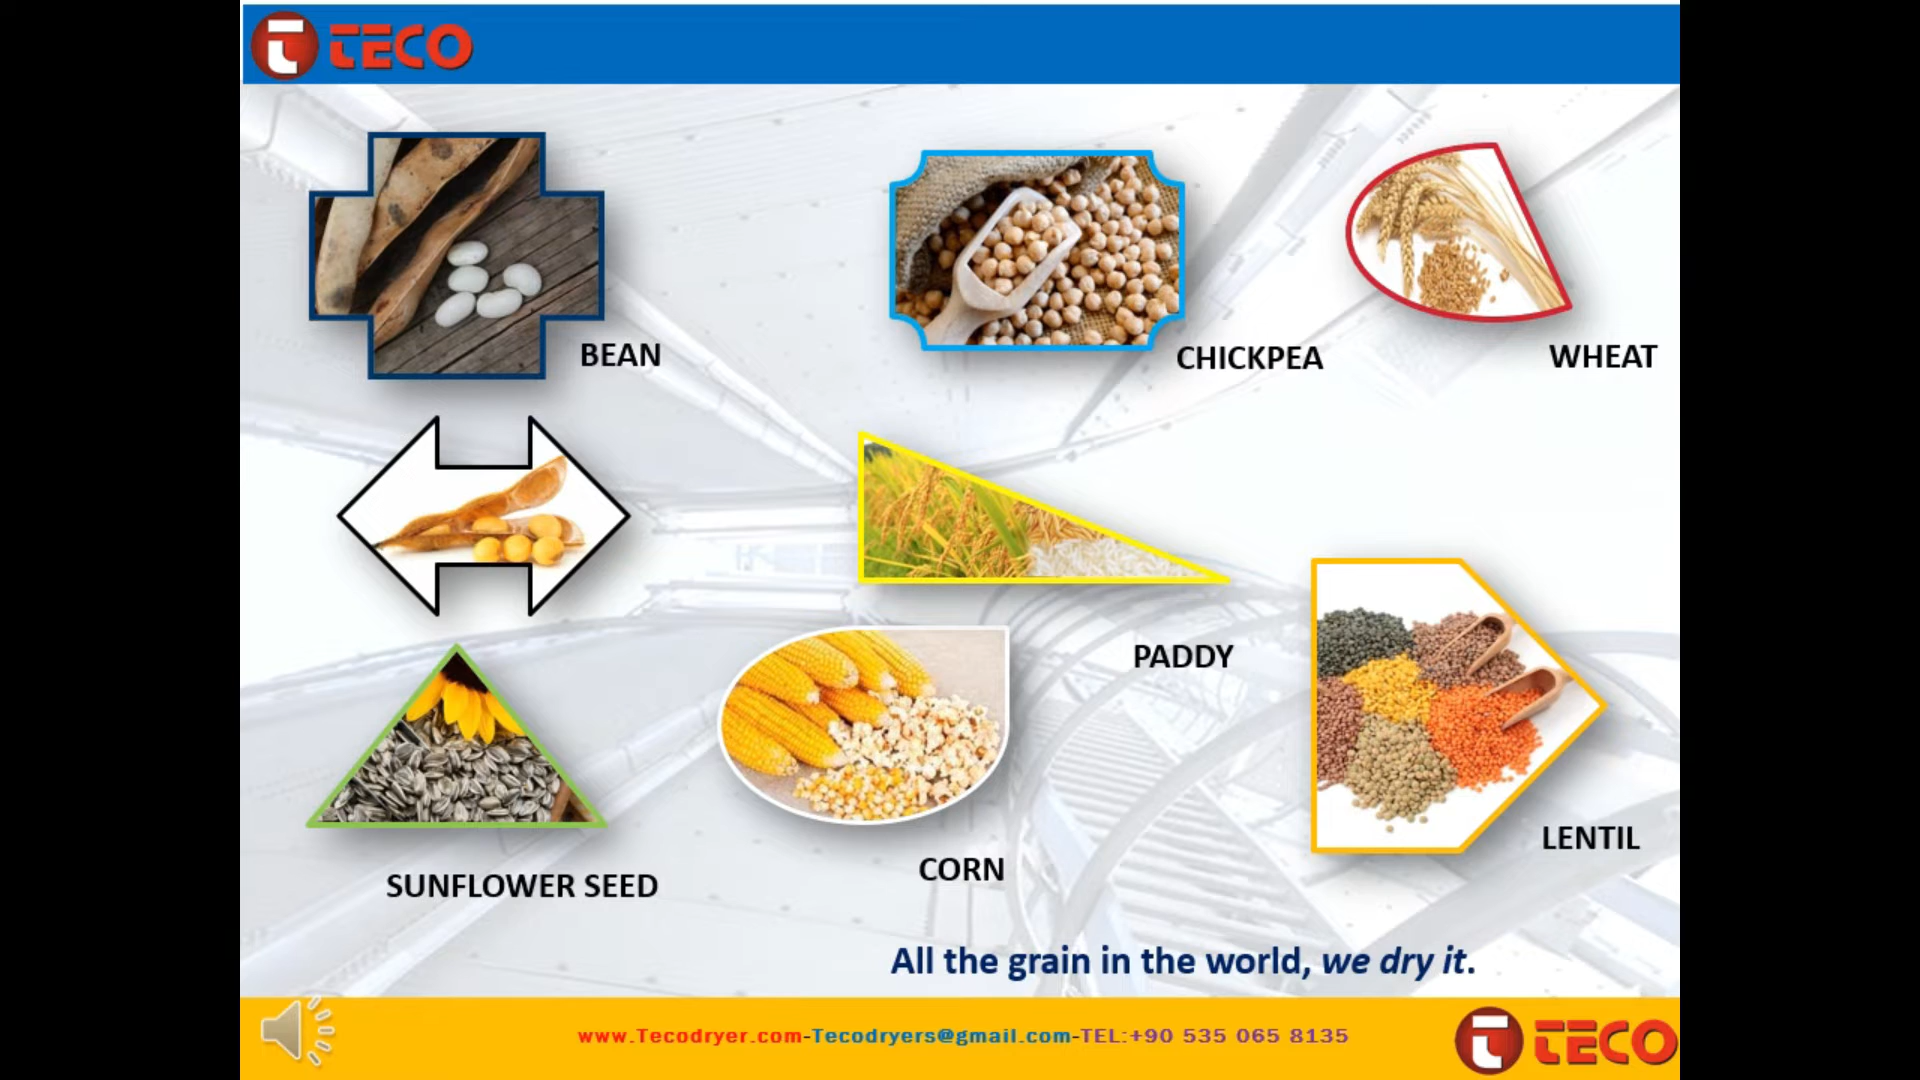 TECO
BEAN
CHICKPEA
WHEAT
PADDY
LENTIL
CORN
SUNFLOWER SEED
All the grain in the world, we dry it.
www.Tecodryer.com-Tecodryers@gmail.com-TEL:+90 535 065 8135
TECO